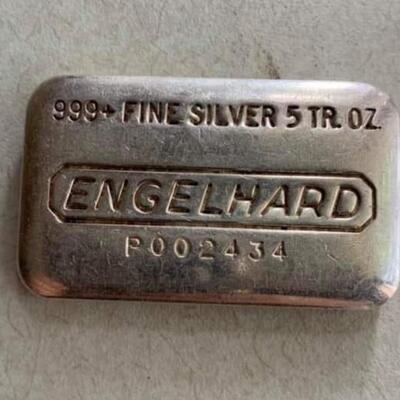 999+ FINE SILVER 5 TR. OZ.
ENGELHARD
P002434